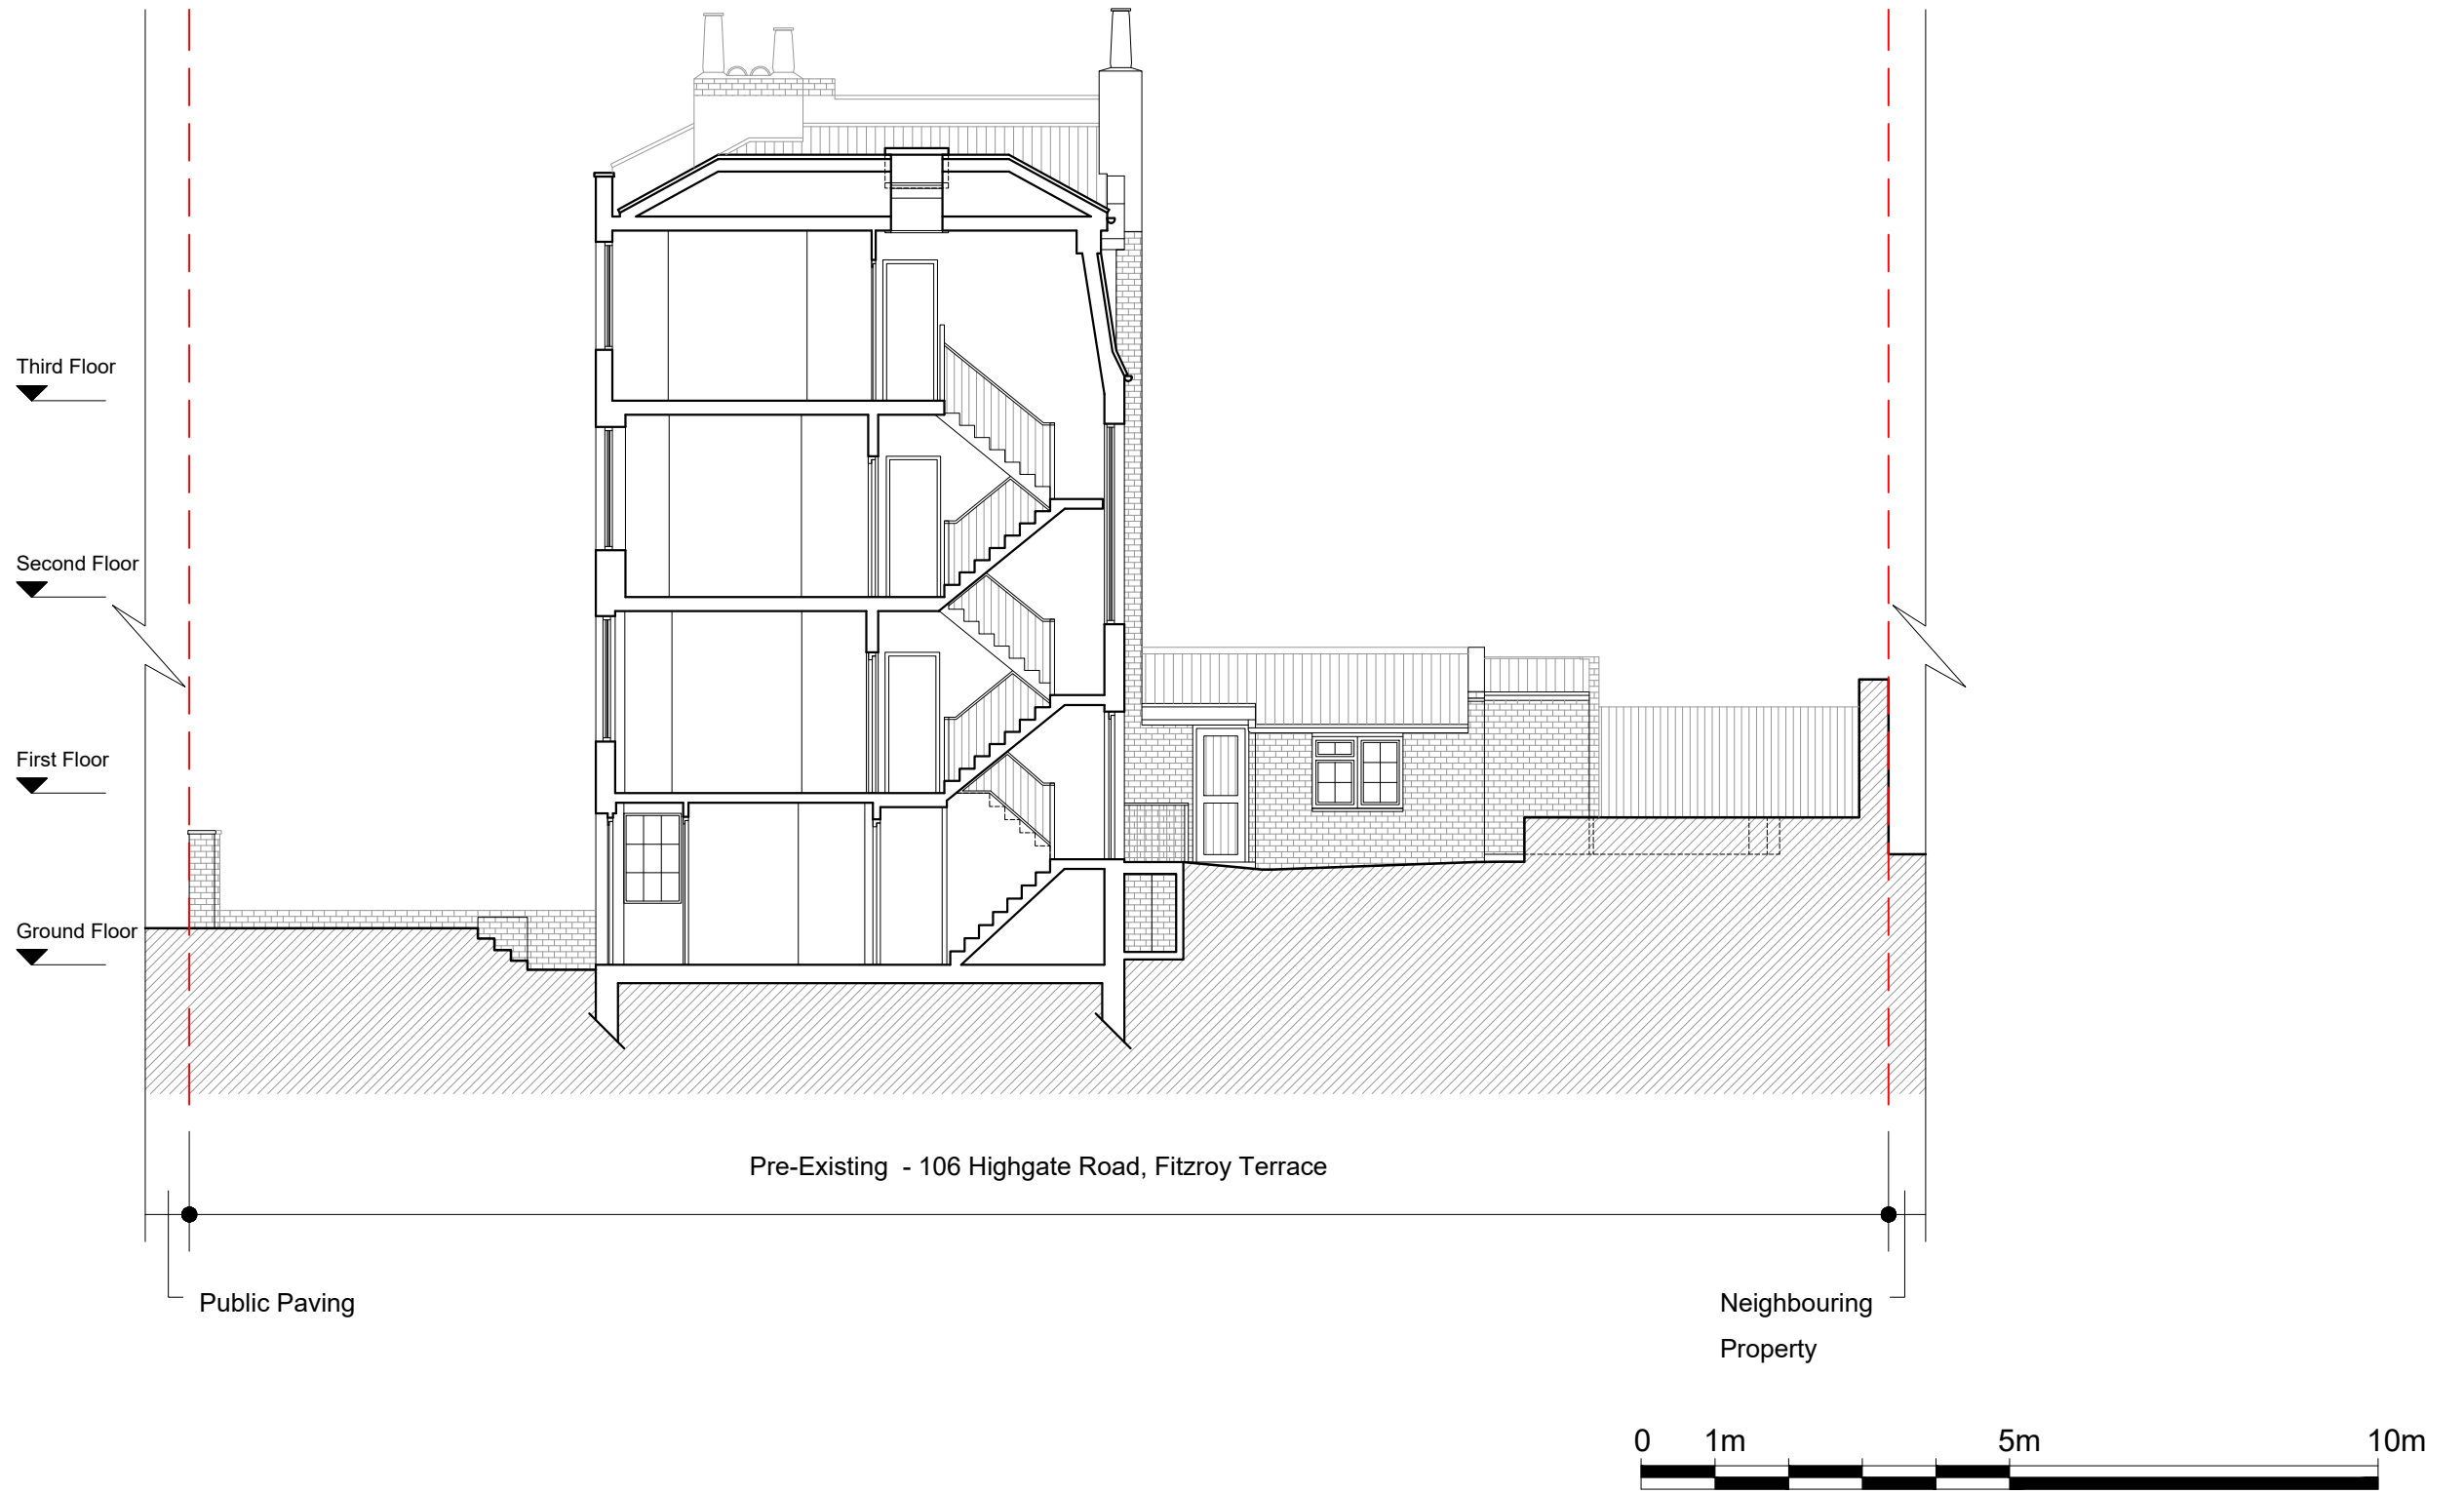 Third Floor
Second Floor
First Floor
Ground Floor
Pre-Existing - 106 Highgate Road, Fitzroy Terrace
Public Paving
Neighbouring
Property
0 1m 5m 10m